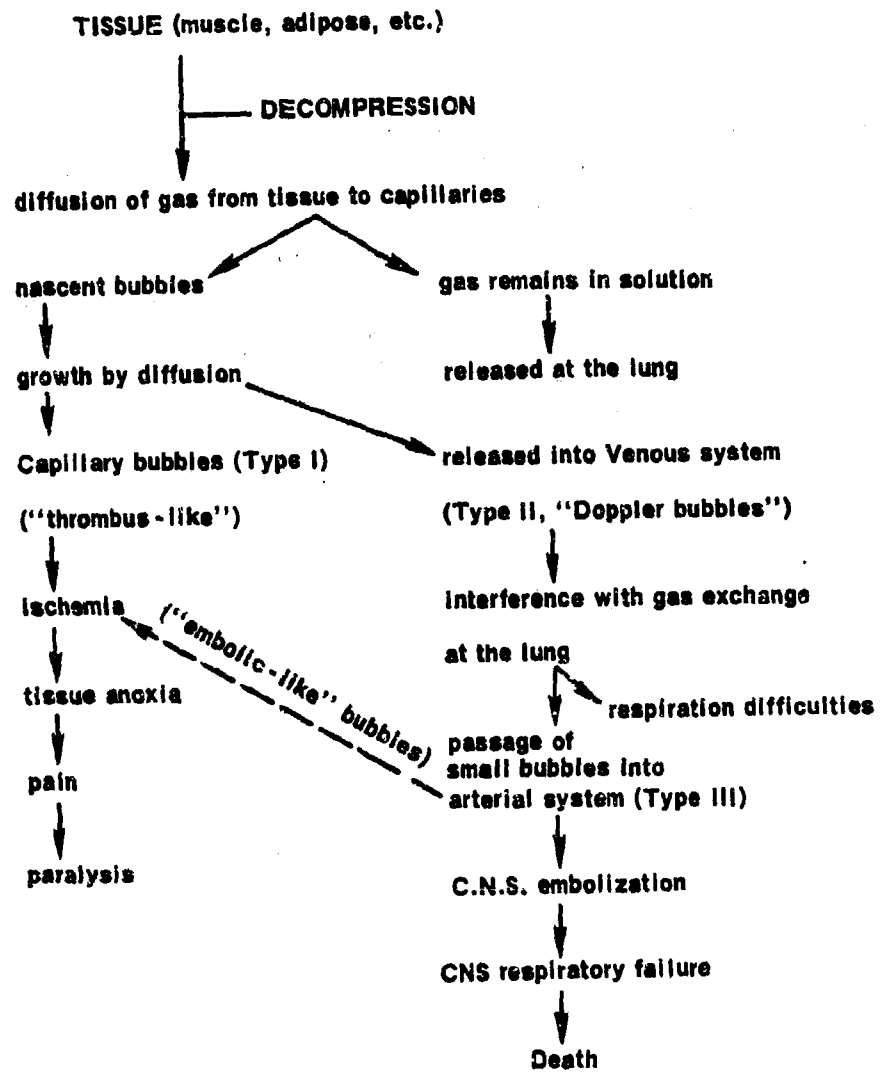 TISSUE (muscle, adipose, etc.)
DECOMPRESSION
diffusion of gas from tissue to capillaries
nascent bubbles
gas remains in solution
growth by diffusion
released at the lung
Capillary bubbles (Type I)
("thrombus-like")
released into Venous system
(Type II, "Doppler bubbles")
ischemia
("embolic-like" bubbles)
interference with gas exchange
at the lung
tissue anoxia
respiration difficulties
pain
passage of
small bubbles into
arterial system (Type III)
paralysis
C.N.S. embolization
CNS respiratory failure
Death